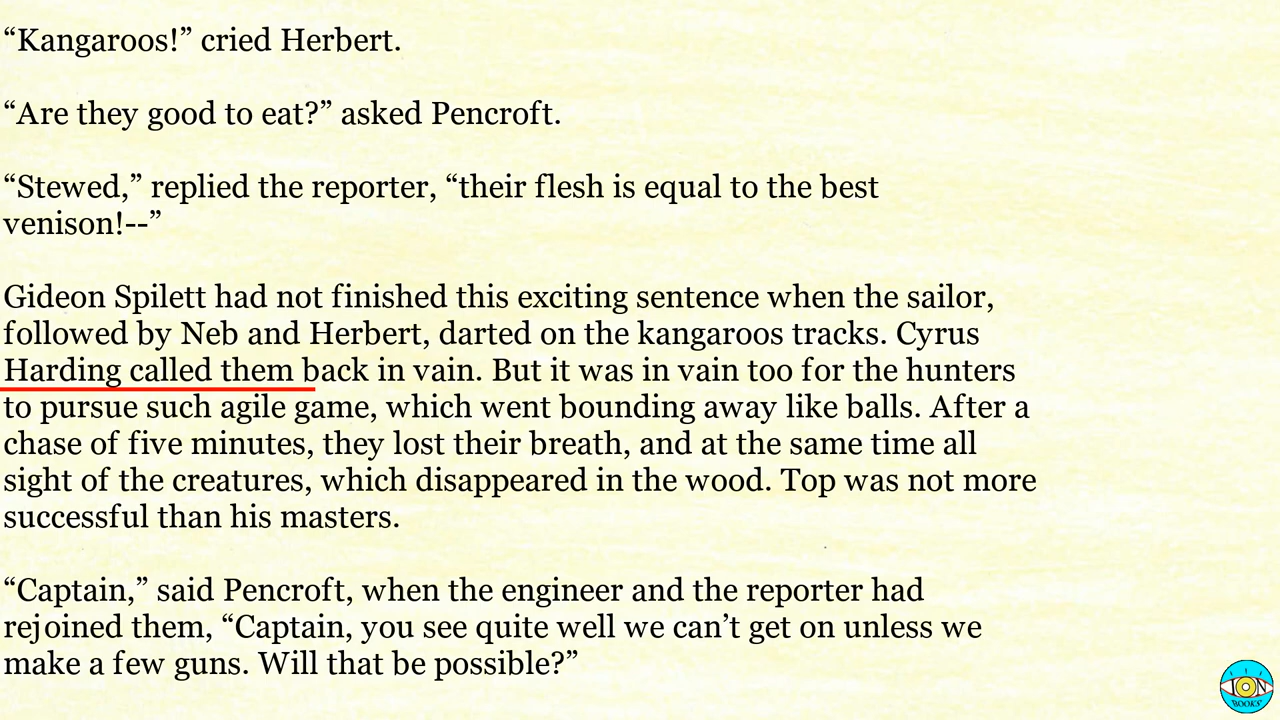 “Kangaroos!” cried Herbert.
“Are they good to eat?” asked Pencroft.
“Stewed,” replied the reporter, “their flesh is equal to the best
venison!--”
Gideon Spilett had not finished this exciting sentence when the sailor,
followed by Neb and Herbert, darted on the kangaroos tracks. Cyrus
Harding called them back in vain. But it was in vain too for the hunters
to pursue such agile game, which went bounding away like balls. After a
chase of five minutes, they lost their breath, and at the same time all
sight of the creatures, which disappeared in the wood. Top was not more
successful than his masters.
“Captain,” said Pencroft, when the engineer and the reporter had
rejoined them, “Captain, you see quite well we can’t get on unless we
make a few guns. Will that be possible?”
ION
BOOKS